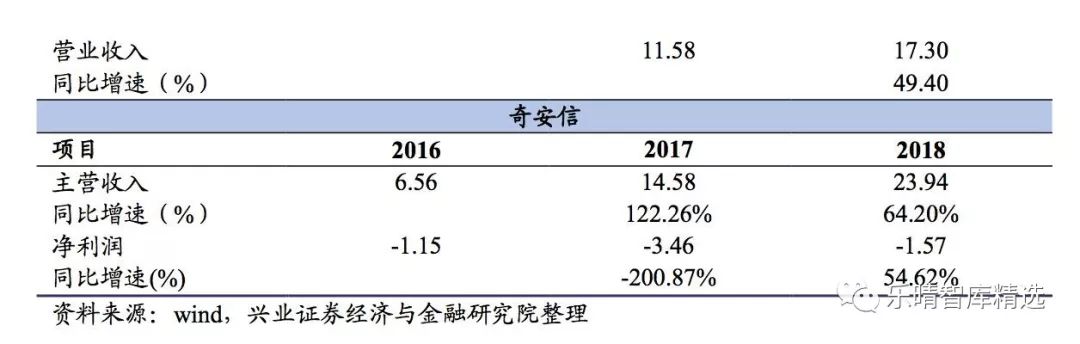 营业收入 11.58 17.30
同比增速（%） 49.40
奇安信
项目 2016 2017 2018
主营收入 6.56 14.58 23.94
同比增速（%） 122.26% 64.20%
净利润 -1.15 -3.46 -1.57
同比增速(%) -200.87% 54.62%
资料来源：wind，兴业证券经济与金融研究院整理
乐晴智库精选